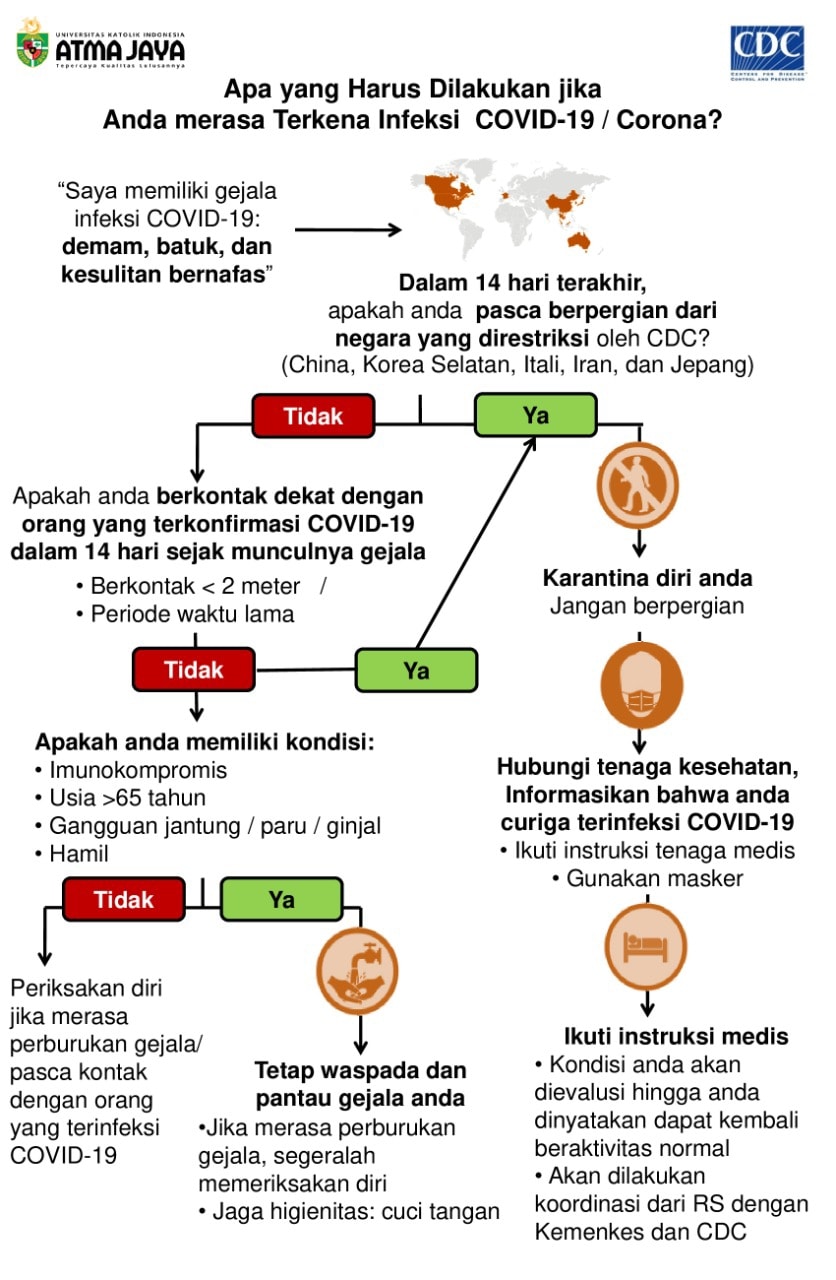 UNIVERSITAS KATOLIK INDONESIA
ATMA JAYA
Tepercaya Kualitas Lulusannya
CDC
CENTERS FOR DISEASE
CONTROL AND PREVENTION
Apa yang Harus Dilakukan jika
Anda merasa Terkena Infeksi COVID-19 / Corona?
“Saya memiliki gejala
infeksi COVID-19:
demam, batuk, dan
kesulitan bernafas”
Dalam 14 hari terakhir,
apakah anda pasca berpergian dari
negara yang direstriksi oleh CDC?
(China, Korea Selatan, Itali, Iran, dan Jepang)
Tidak
Ya
Apakah anda berkontak dekat dengan
orang yang terkonfirmasi COVID-19
dalam 14 hari sejak munculnya gejala
• Berkontak < 2 meter /
• Periode waktu lama
Tidak
Ya
Apakah anda memiliki kondisi:
• Imunokompromis
• Usia >65 tahun
• Gangguan jantung / paru / ginjal
• Hamil
Tidak
Ya
Periksakan diri
jika merasa
perburukan gejala/
pasca kontak
dengan orang
yang terinfeksi
COVID-19
Tetap waspada dan
pantau gejala anda
•Jika merasa perburukan
gejala, segeralah
memeriksakan diri
• Jaga higienitas: cuci tangan
Karantina diri anda
Jangan berpergian
Hubungi tenaga kesehatan,
Informasikan bahwa anda
curiga terinfeksi COVID-19
• Ikuti instruksi tenaga medis
• Gunakan masker
Ikuti instruksi medis
• Kondisi anda akan
dievalusi hingga anda
dinyatakan dapat kembali
beraktivitas normal
• Akan dilakukan
koordinasi dari RS dengan
Kemenkes dan CDC